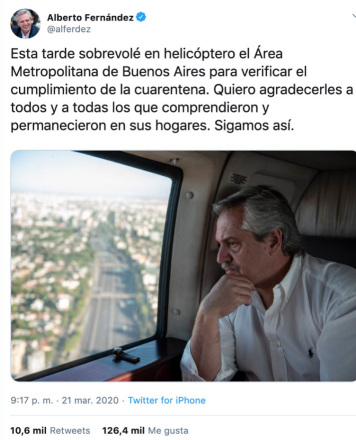 Alberto Fernández
@alferdez
Esta tarde sobrevolé en helicóptero el Área
Metropolitana de Buenos Aires para verificar el
cumplimiento de la cuarentena. Quiero agradecerles a
todos y a todas los que comprendieron y
permanecieron en sus hogares. Sigamos así.
9:17 p. m. · 21 mar. 2020 · Twitter for iPhone
10,6 mil Retweets 126,4 mil Me gusta